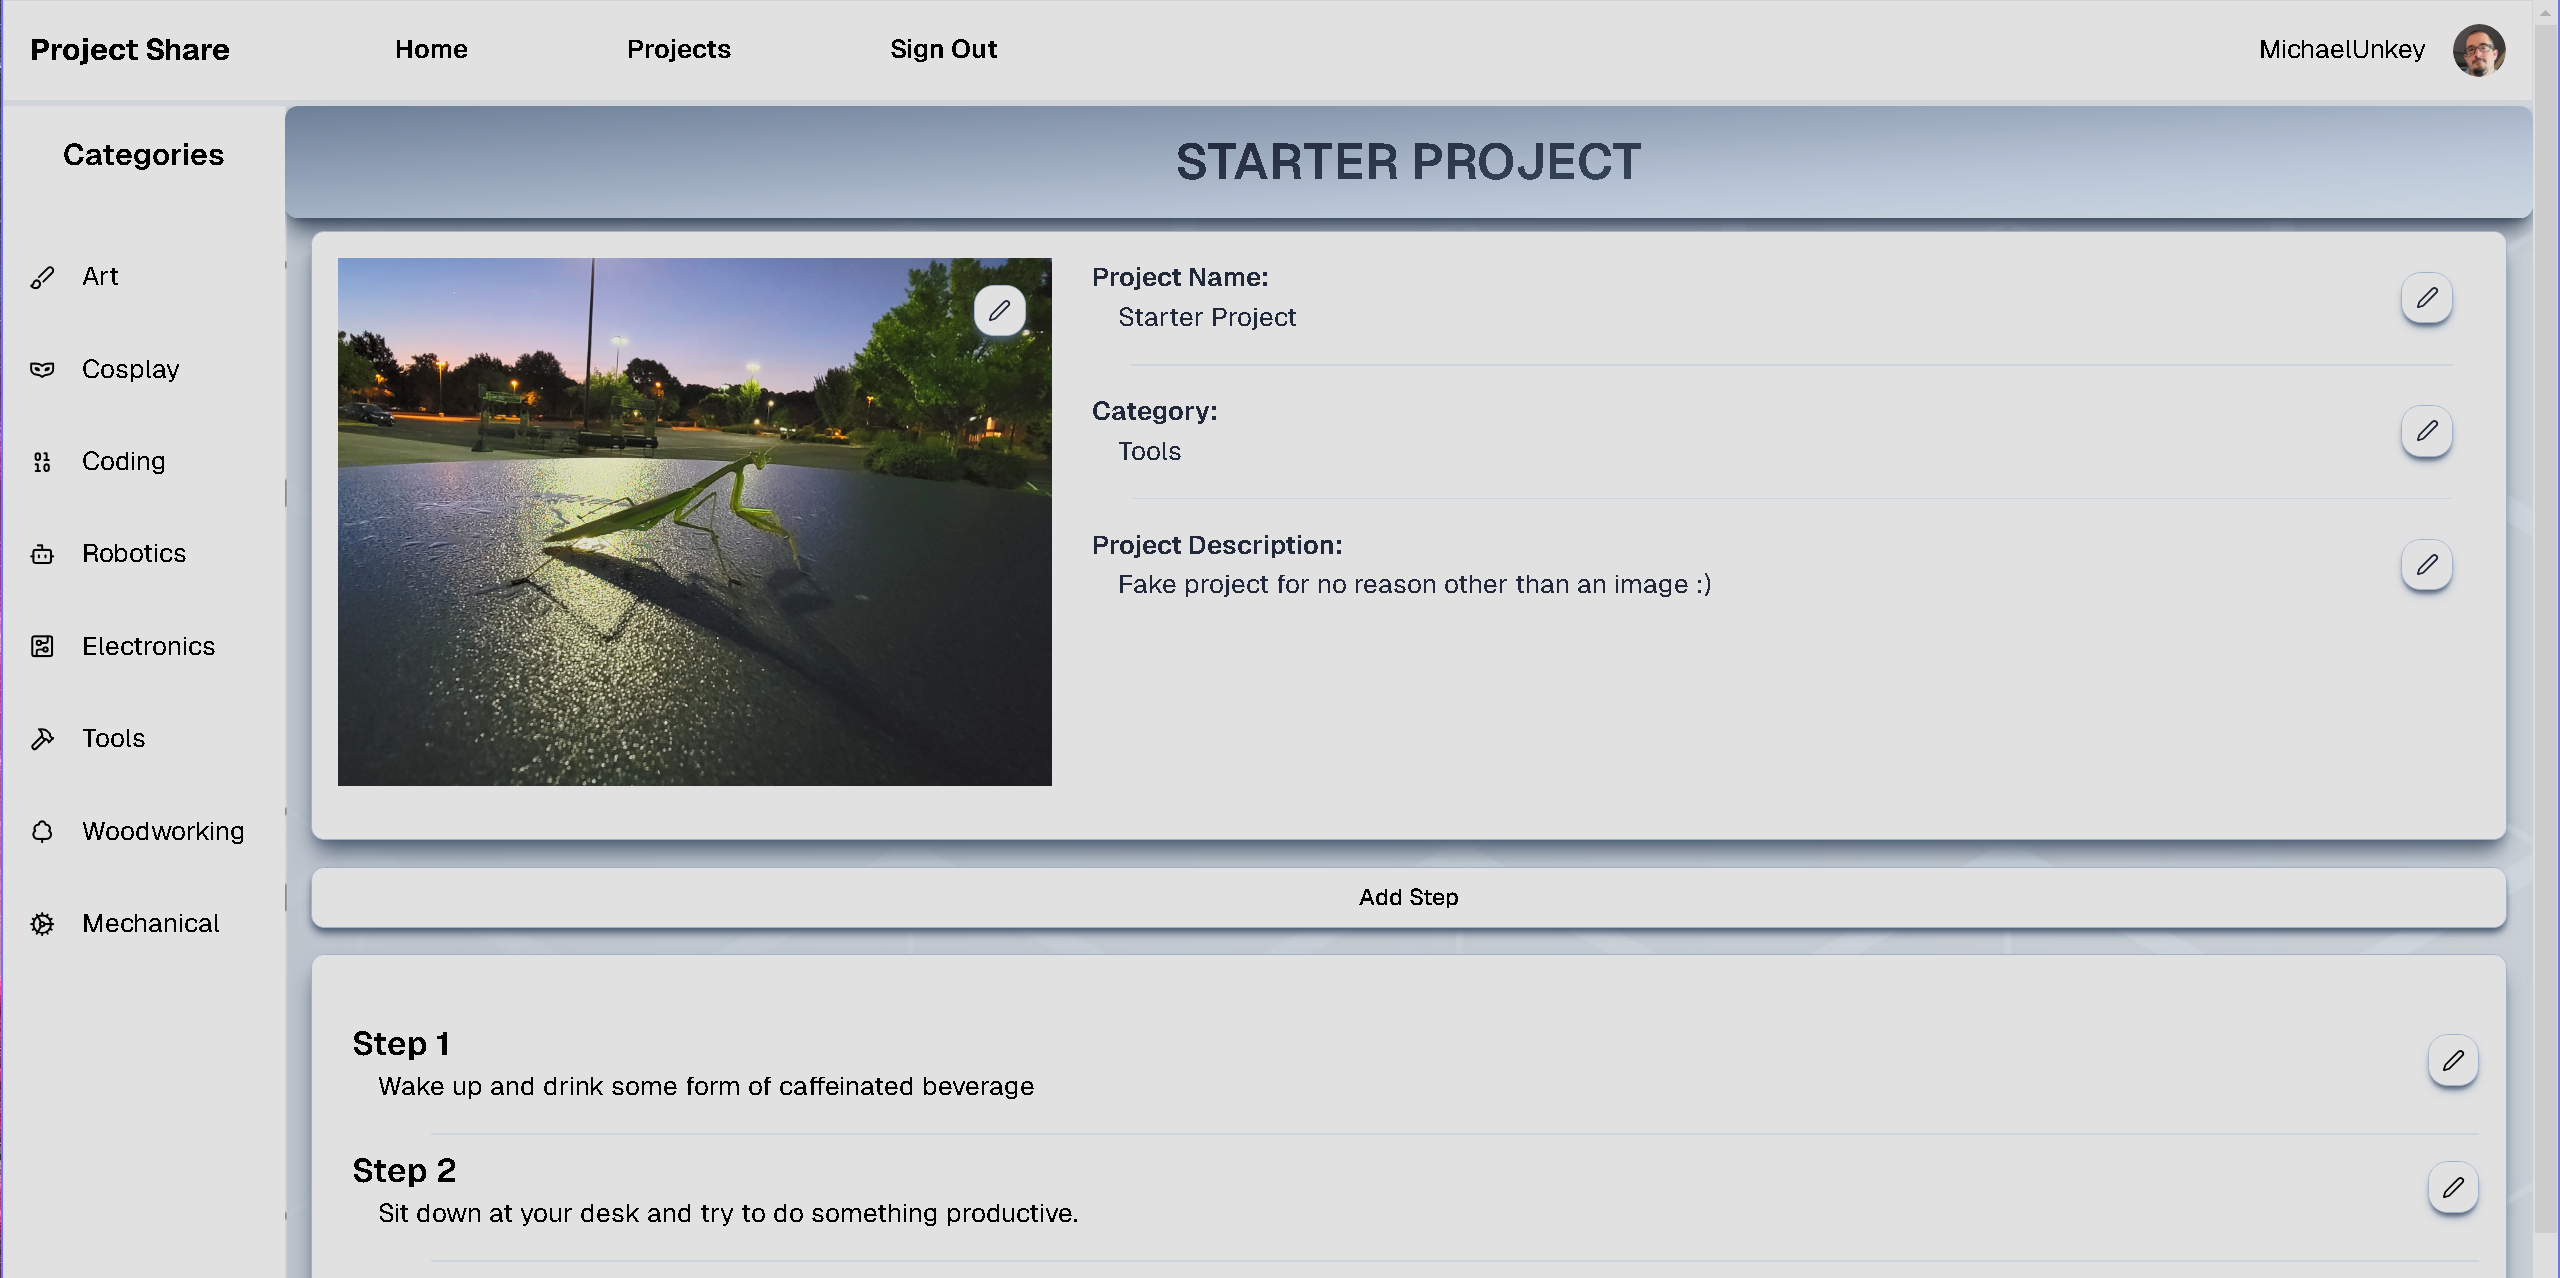 Project Share
Home
Projects
Sign Out
MichaelUnkey
Categories
Art
Cosplay
Coding
Robotics
Electronics
Tools
Woodworking
Mechanical
STARTER PROJECT
Project Name:
Starter Project
Category:
Tools
Project Description:
Fake project for no reason other than an image :)
Add Step
Step 1
Wake up and drink some form of caffeinated beverage
Step 2
Sit down at your desk and try to do something productive.